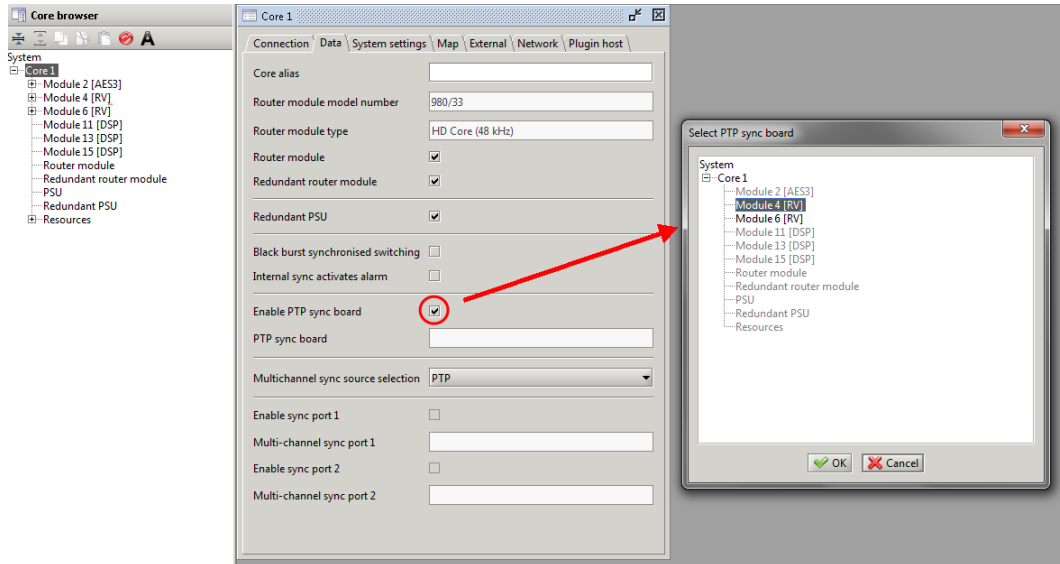 Core browser
A
System
Core 1
Module 2 [AES3]
Module 4 [RV]
Module 6 [RV]
Module 11 [DSP]
Module 13 [DSP]
Module 15 [DSP]
Router module
Redundant router module
PSU
Redundant PSU
Resources
Core 1
Connection Data System settings Map External Network Plugin host
Core alias
Router module model number 980/33
Router module type HD Core (48 kHz)
Router module
Redundant router module
Redundant PSU
Black burst synchronised switching
Internal sync activates alarm
Enable PTP sync board
PTP sync board
Multichannel sync source selection PTP
Enable sync port 1
Multi-channel sync port 1
Enable sync port 2
Multi-channel sync port 2
Select PTP sync board
System
Core 1
Module 2 [AES3]
Module 4 [RV]
Module 6 [RV]
Module 11 [DSP]
Module 13 [DSP]
Module 15 [DSP]
Router module
Redundant router module
PSU
Redundant PSU
Resources
OK Cancel